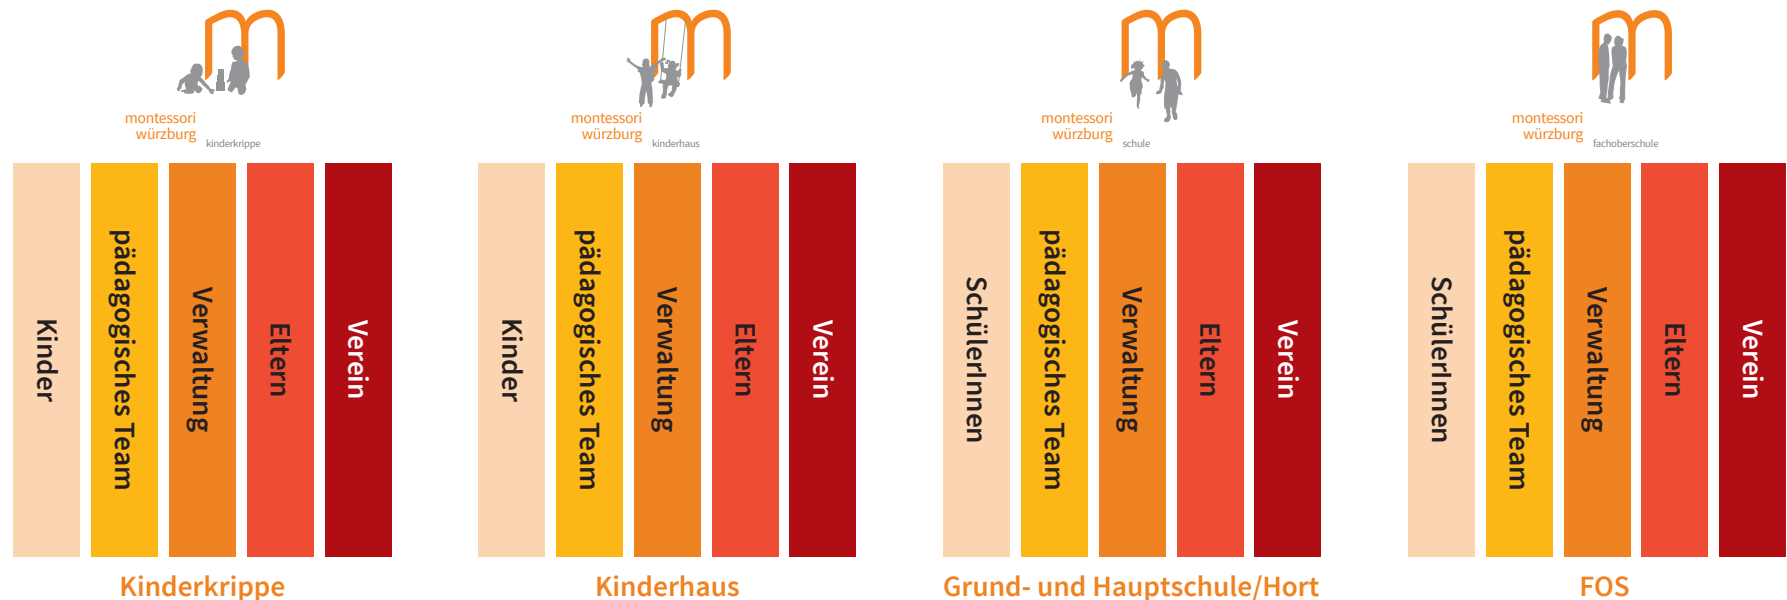 montessori
würzburg
kinderkrippe
Kinder
pädagogisches Team
Verwaltung
Eltern
Verein
Kinderkrippe
montessori
würzburg
kinderhaus
Kinder
pädagogisches Team
Verwaltung
Eltern
Verein
Kinderhaus
montessori
würzburg
schule
SchülerInnen
pädagogisches Team
Verwaltung
Eltern
Verein
Grund- und Hauptschule/Hort
montessori
würzburg
fachoberschule
SchülerInnen
pädagogisches Team
Verwaltung
Eltern
Verein
FOS